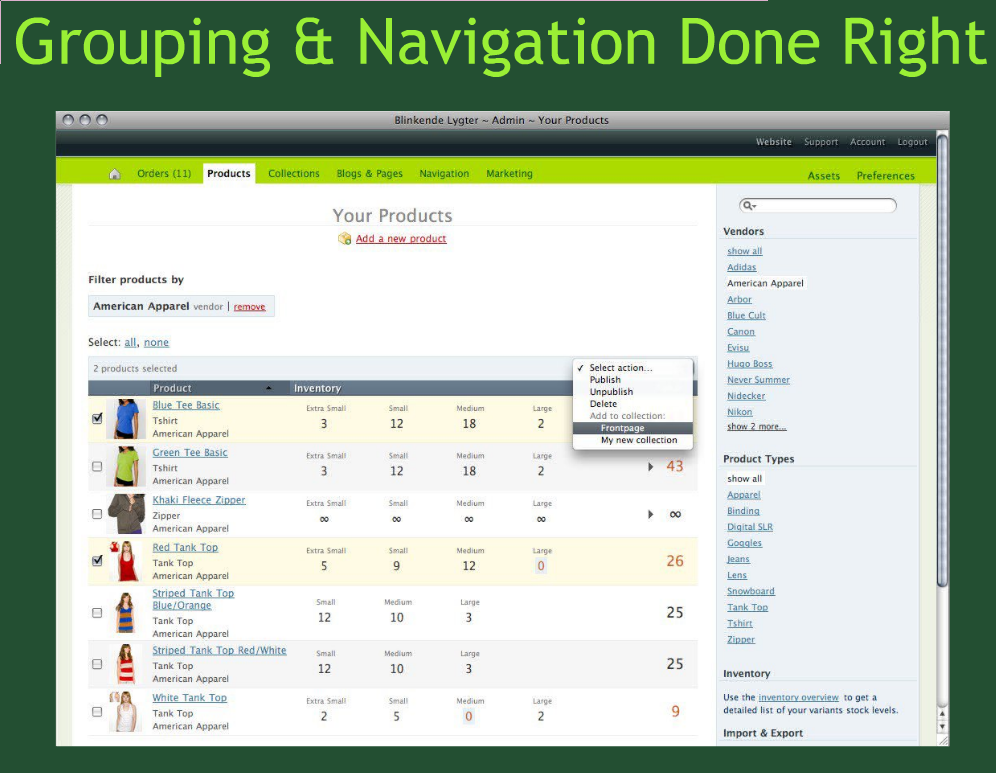 Grouping & Navigation Done Right
Blinkende Lygter ~ Admin ~ Your Products
Website Support Account Logout
Orders (11) Products Collections Blogs & Pages Navigation Marketing Assets Preferences
Your Products
Add a new product
Filter products by
American Apparel vendor | remove
Select: all, none
2 products selected
✓ Select action...
Publish
Unpublish
Delete
Add to collection:
Frontpage
My new collection
Product Inventory
Blue Tee Basic
Tshirt
American Apparel
Extra Small Small Medium Large
3 12 18 2
Green Tee Basic
Tshirt
American Apparel
Extra Small Small Medium Large
3 12 18 2 43
Khaki Fleece Zipper
Zipper
American Apparel
Extra Small Small Medium Large
∞ ∞ ∞ ∞ ∞
Red Tank Top
Tank Top
American Apparel
Extra Small Small Medium Large
5 9 12 0 26
Striped Tank Top
Blue/Orange
Tank Top
American Apparel
Small Medium Large
12 10 3 25
Striped Tank Top Red/White
Tank Top
American Apparel
Small Medium Large
12 10 3 25
White Tank Top
Tank Top
American Apparel
Extra Small Small Medium Large
2 5 0 2 9
Vendors
show all
Adidas
American Apparel
Arbor
Blue Cult
Canon
Evisu
Hugo Boss
Never Summer
Nidecker
Nikon
show 2 more...
Product Types
show all
Apparel
Binding
Digital SLR
Goggles
Jeans
Lens
Snowboard
Tank Top
Tshirt
Zipper
Inventory
Use the inventory overview to get a
detailed list of your variants stock levels.
Import & Export